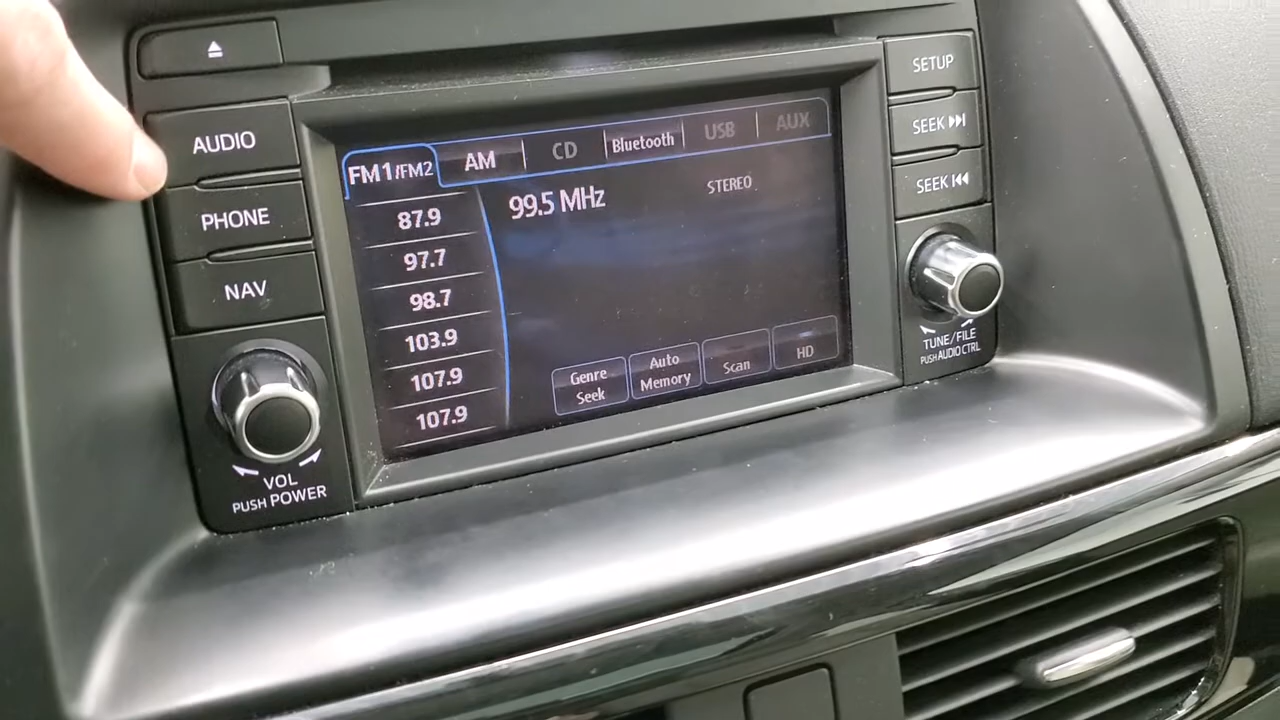 AUDIO
PHONE
NAV
VOL
PUSH POWER
FM1/FM2
AM
CD
Bluetooth
USB
AUX
87.9
97.7
98.7
103.9
107.9
107.9
99.5 MHz
STEREO
Genre
Seek
Auto
Memory
Scan
HD
SETUP
SEEK
SEEK
TUNE/FILE
PUSH AUDIO CTRL